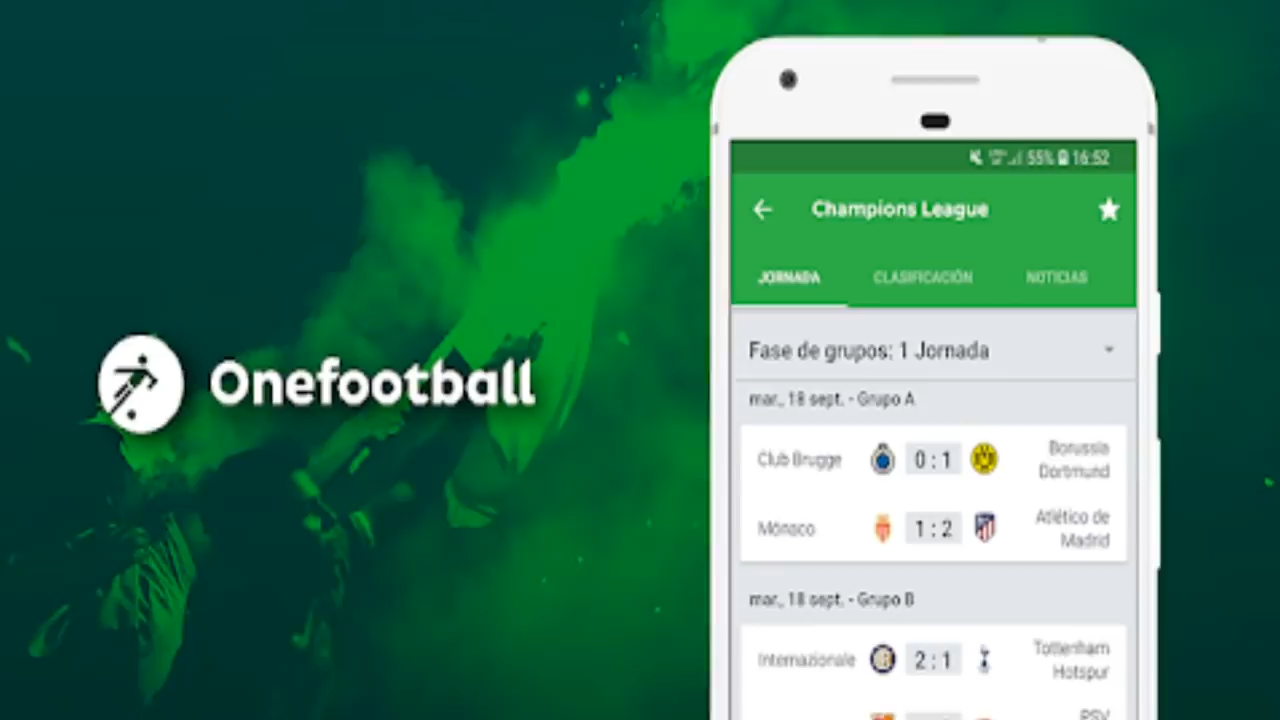 Onefootball
55% 16:52
Champions League
JORNADA CLASIFICACIÓN NOTICIAS
Fase de grupos: 1 Jornada
mar., 18 sept. - Grupo A
Club Brugge 0 : 1 Borussia
Dortmund
Mónaco 1 : 2 Atlético de
Madrid
mar., 18 sept. - Grupo B
Internazionale 2 : 1 Tottenham
Hotspur
PSV